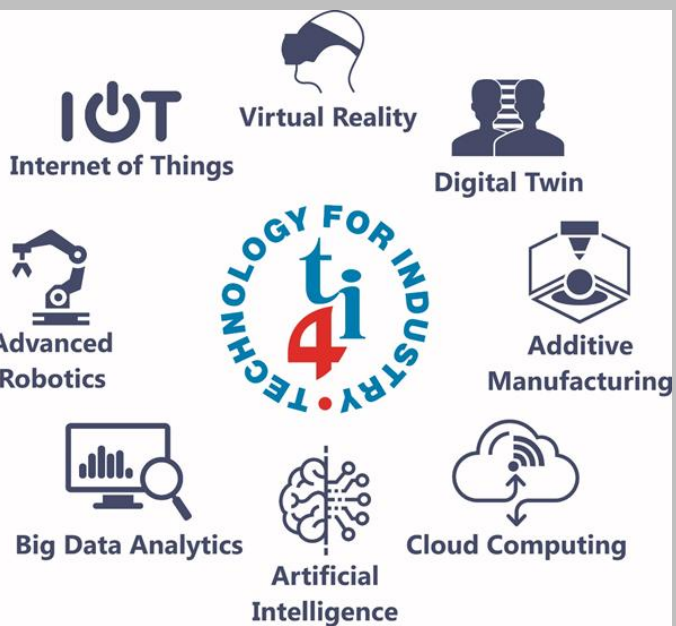 Virtual Reality
IOT
Internet of Things
Digital Twin
TECHNOLOGY FOR INDUSTRY
ti
4
Advanced
Robotics
Additive
Manufacturing
Big Data Analytics
Cloud Computing
Artificial
Intelligence